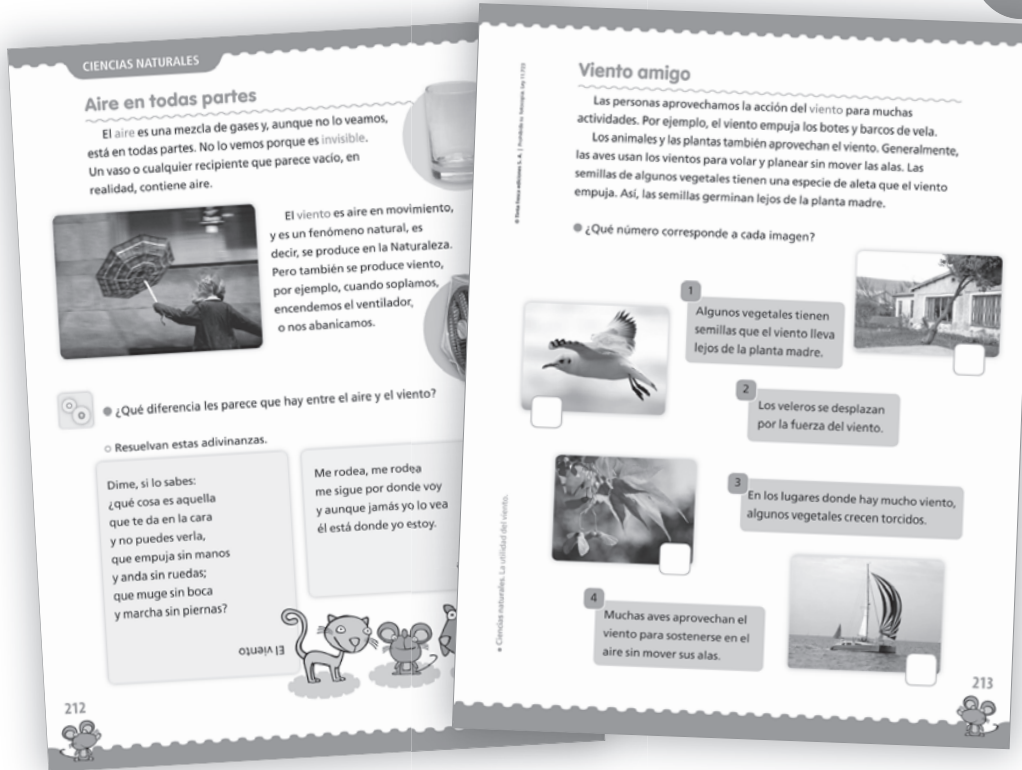 CIENCIAS NATURALES
Aire en todas partes
El aire es una mezcla de gases y, aunque no lo veamos,
está en todas partes. No lo vemos porque es invisible.
Un vaso o cualquier recipiente que parece vacío, en
realidad, contiene aire.
El viento es aire en movimiento,
y es un fenómeno natural, es
decir, se produce en la Naturaleza.
Pero también se produce viento,
por ejemplo, cuando soplamos,
encendemos el ventilador,
o nos abanicamos.
¿Qué diferencia les parece que hay entre el aire y el viento?
Resuelvan estas adivinanzas.
Dime, si lo sabes:
¿qué cosa es aquella
que te da en la cara
y no puedes verla,
que empuja sin manos
y anda sin ruedas;
que muge sin boca
y marcha sin piernas?
El viento
Me rodea, me rodea
me sigue por donde voy
y aunque jamás yo lo vea
él está donde yo estoy.
212
Viento amigo
Las personas aprovechamos la acción del viento para muchas
actividades. Por ejemplo, el viento empuja los botes y barcos de vela.
Los animales y las plantas también aprovechan el viento. Generalmente,
las aves usan los vientos para volar y planear sin mover las alas. Las
semillas de algunos vegetales tienen una especie de aleta que el viento
empuja. Así, las semillas germinan lejos de la planta madre.
¿Qué número corresponde a cada imagen?
1
Algunos vegetales tienen
semillas que el viento lleva
lejos de la planta madre.
2
Los veleros se desplazan
por la fuerza del viento.
3
En los lugares donde hay mucho viento,
algunos vegetales crecen torcidos.
4
Muchas aves aprovechan el
viento para sostenerse en el
aire sin mover sus alas.
Ciencias naturales. La utilidad del viento.
213